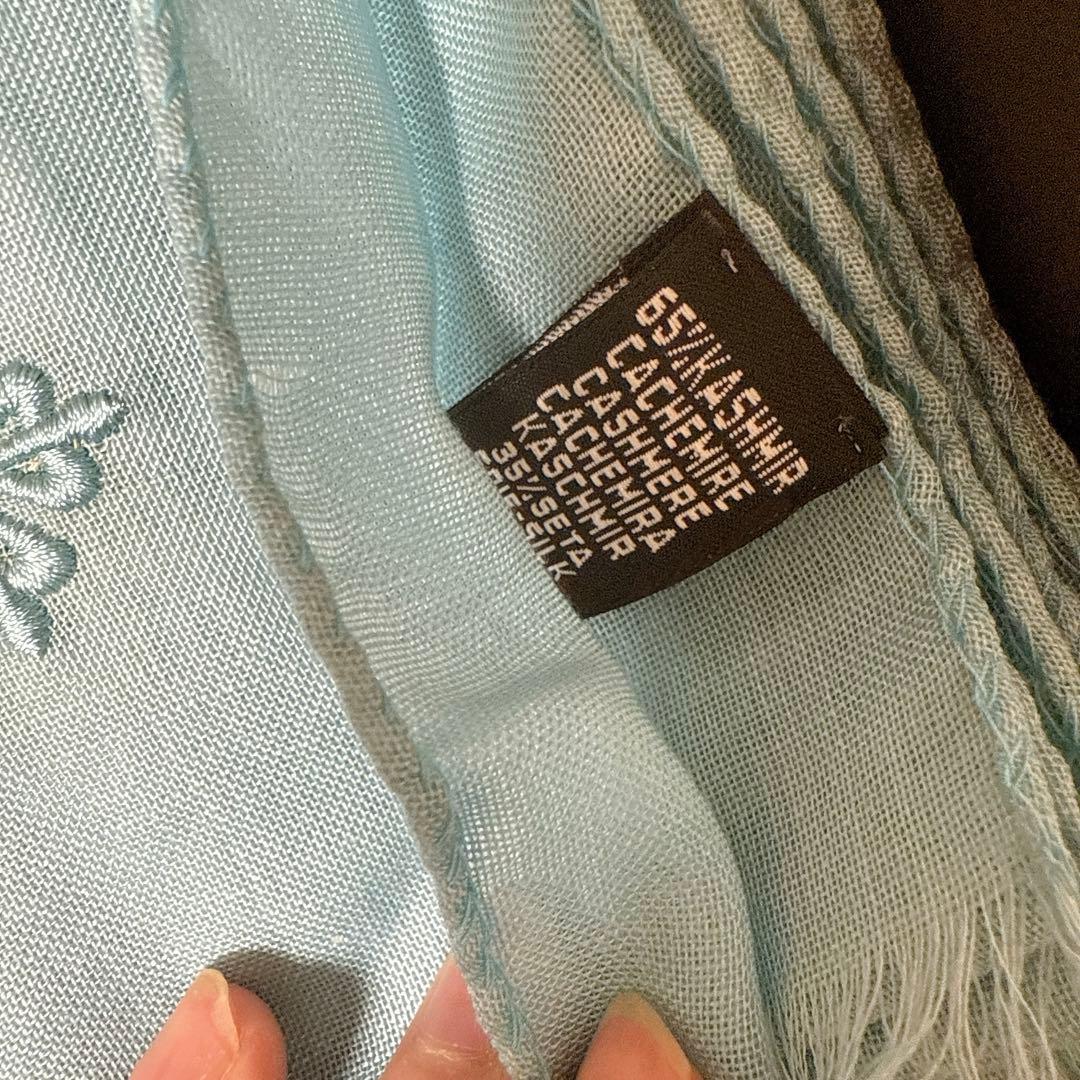 65%KASHMIR
CACHEMIRE
CASHMERE
CACHEMIRA
KASCHMIR
35%SETA